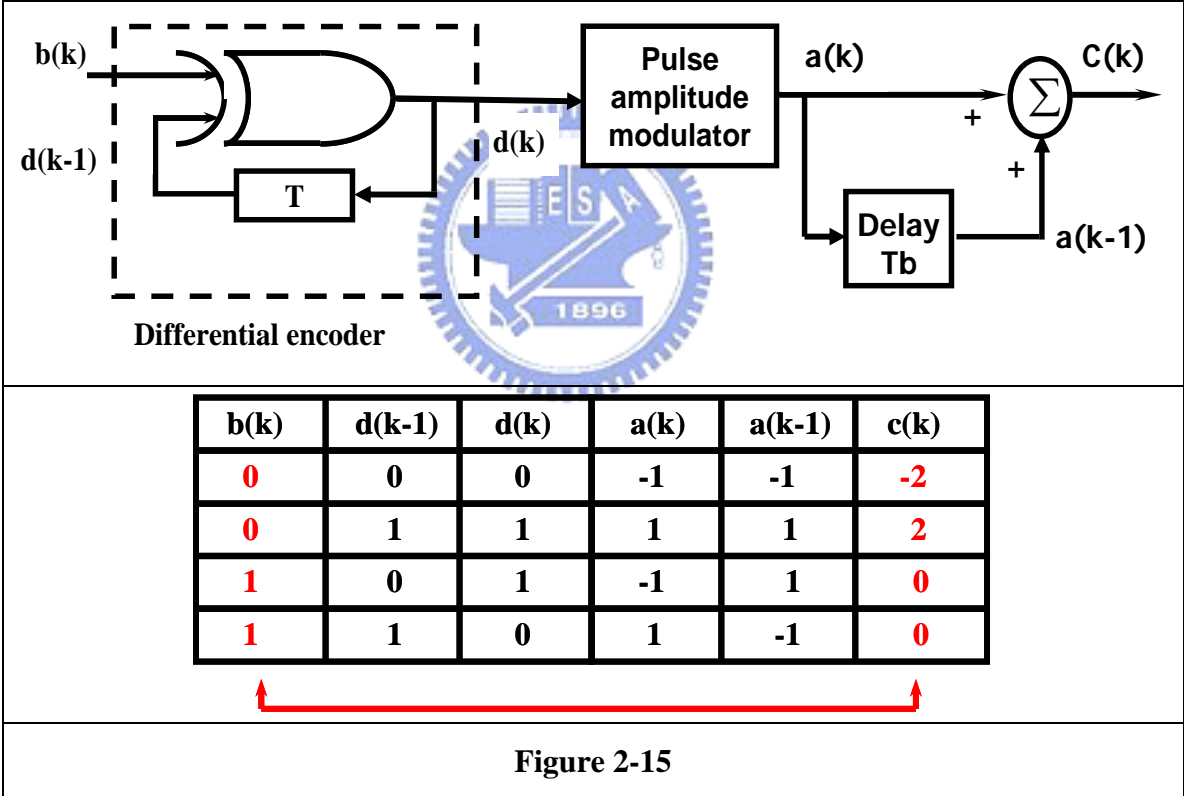 b(k)
d(k-1)
T
d(k)
Differential encoder
Pulse
amplitude
modulator
a(k)
+
Σ
C(k)
+
Delay
Tb
a(k-1)
E S A
1896
b(k) d(k-1) d(k) a(k) a(k-1) c(k)
0 0 0 -1 -1 -2
0 1 1 1 1 2
1 0 1 -1 1 0
1 1 0 1 -1 0
Figure 2-15